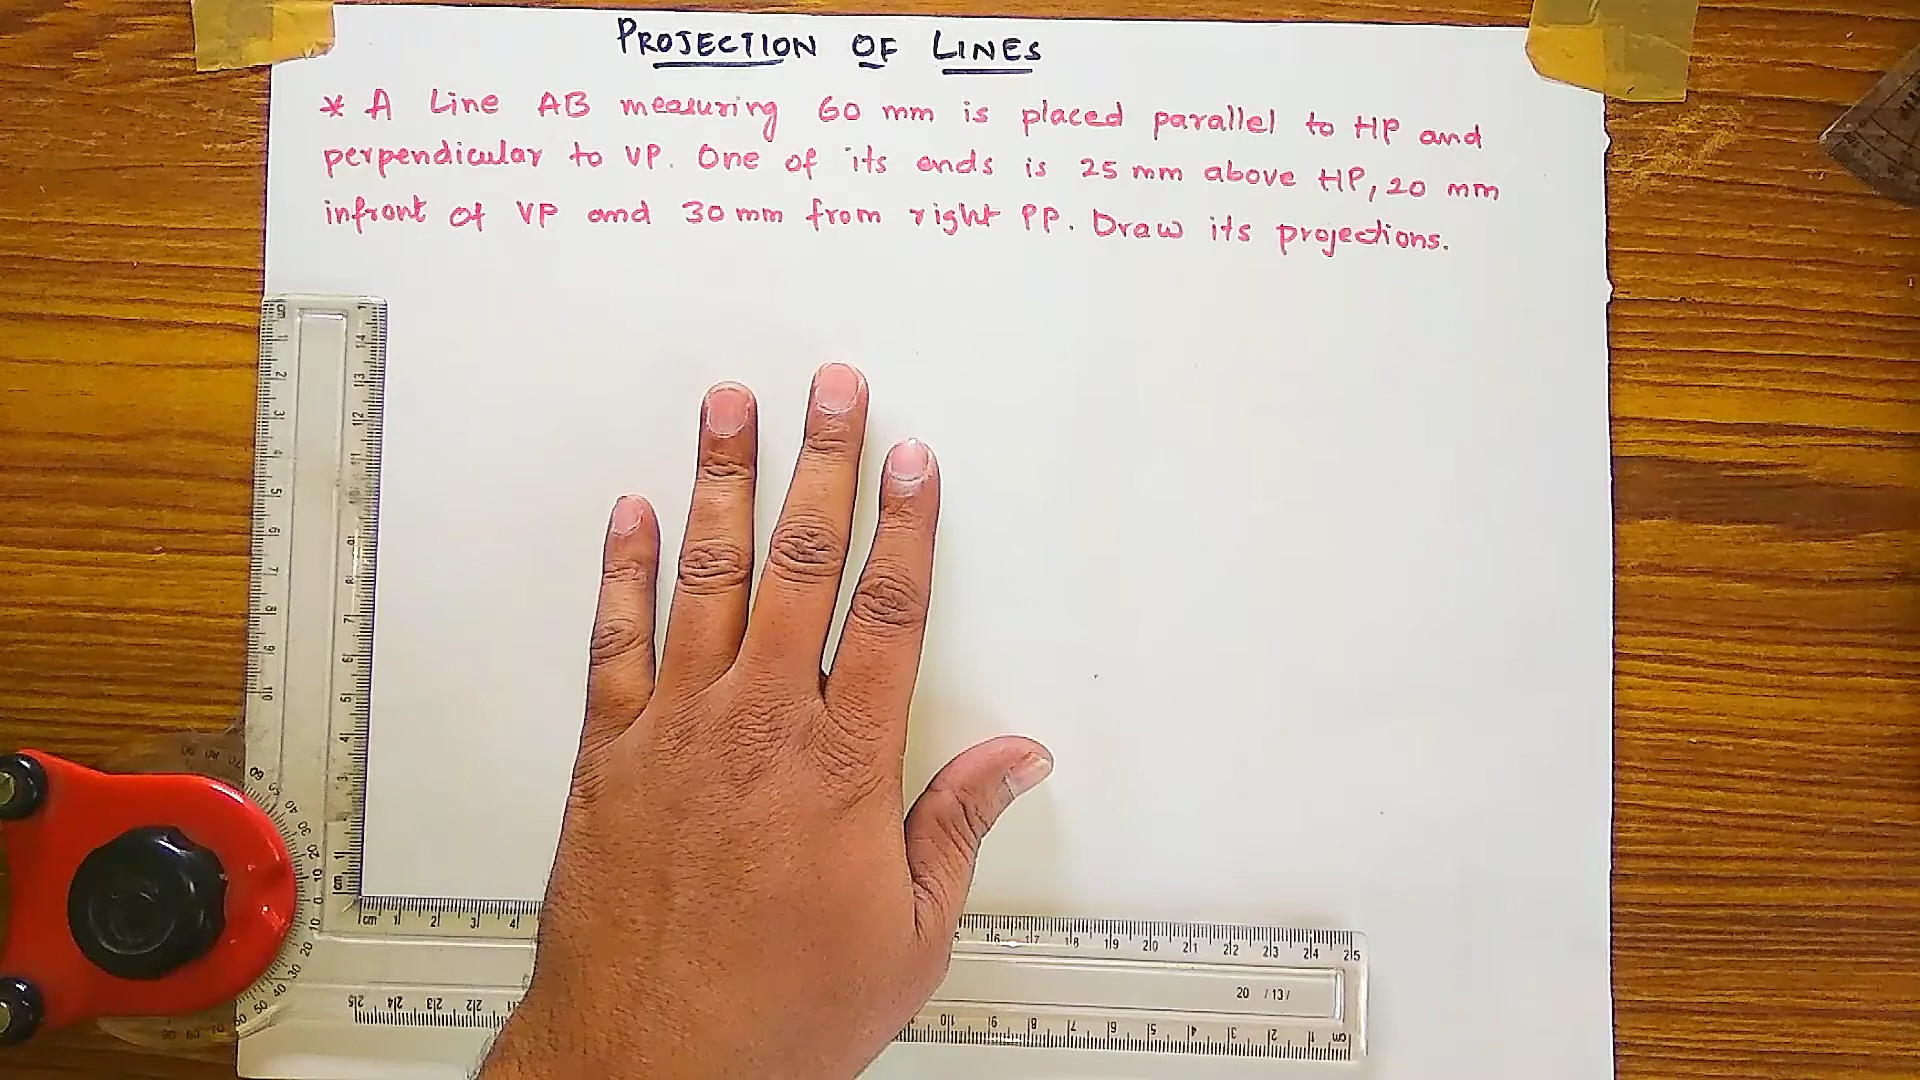 PROJECTION OF LINES
* A Line AB measuring 60 mm is placed parallel to HP and
perpendicular to VP. One of its ends is 25 mm above HP, 20 mm
infront of VP and 30 mm from right PP. Draw its projections.